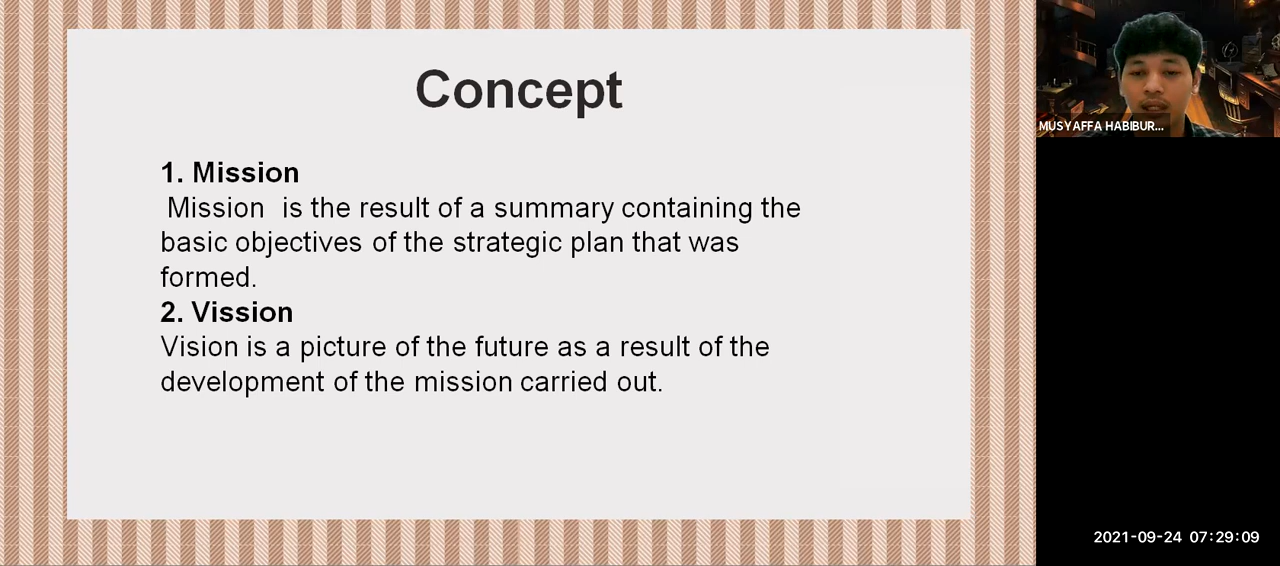 Concept
1. Mission
Mission is the result of a summary containing the
basic objectives of the strategic plan that was
formed.
2. Vission
Vision is a picture of the future as a result of the
development of the mission carried out.
MUSYAFFA HABIBUR...
2021-09-24 07:29:09